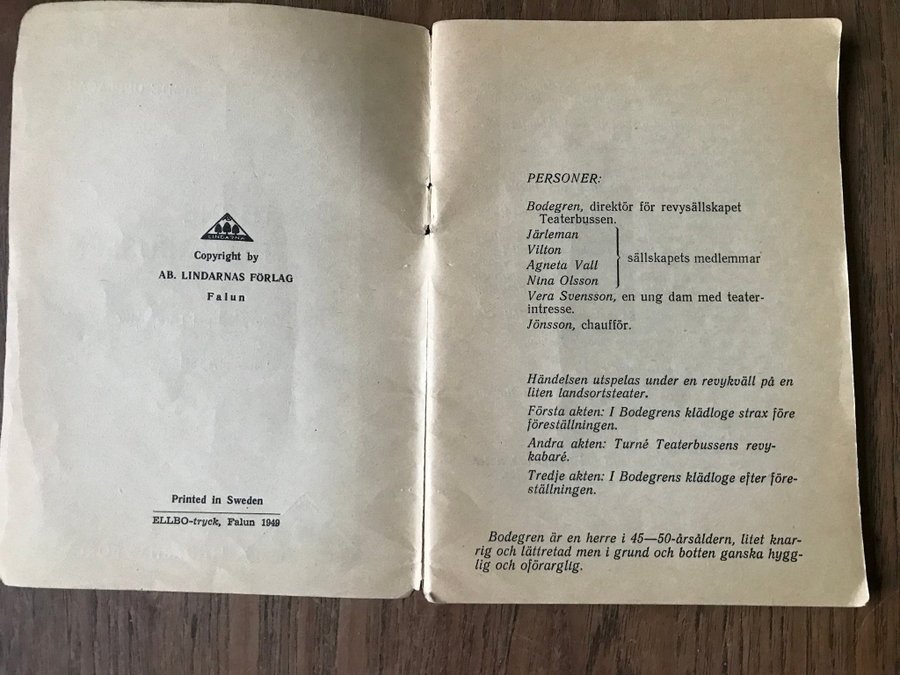 LINDARNA
Copyright by
AB. LINDARNAS FÖRLAG
Falun
Printed in Sweden
ELLBO-tryck, Falun 1949
PERSONER:
Bodegren, direktör för revysällskapet
Teaterbussen.
Järleman
Vilton
Agneta Vall
Nina Olsson
sällskapets medlemmar
Vera Svensson, en ung dam med teater-
intresse.
Jönsson, chaufför.
Händelsen utspelas under en revykväll på en
liten landsortsteater.
Första akten: I Bodegrens klädloge strax före
föreställningen.
Andra akten: Turné Teaterbussens revy-
kabaré.
Tredje akten: I Bodegrens klädloge efter före-
ställningen.
Bodegren är en herre i 45—50-årsåldern, litet knar-
rig och lättretad men i grund och botten ganska hygg-
lig och oförarglig.